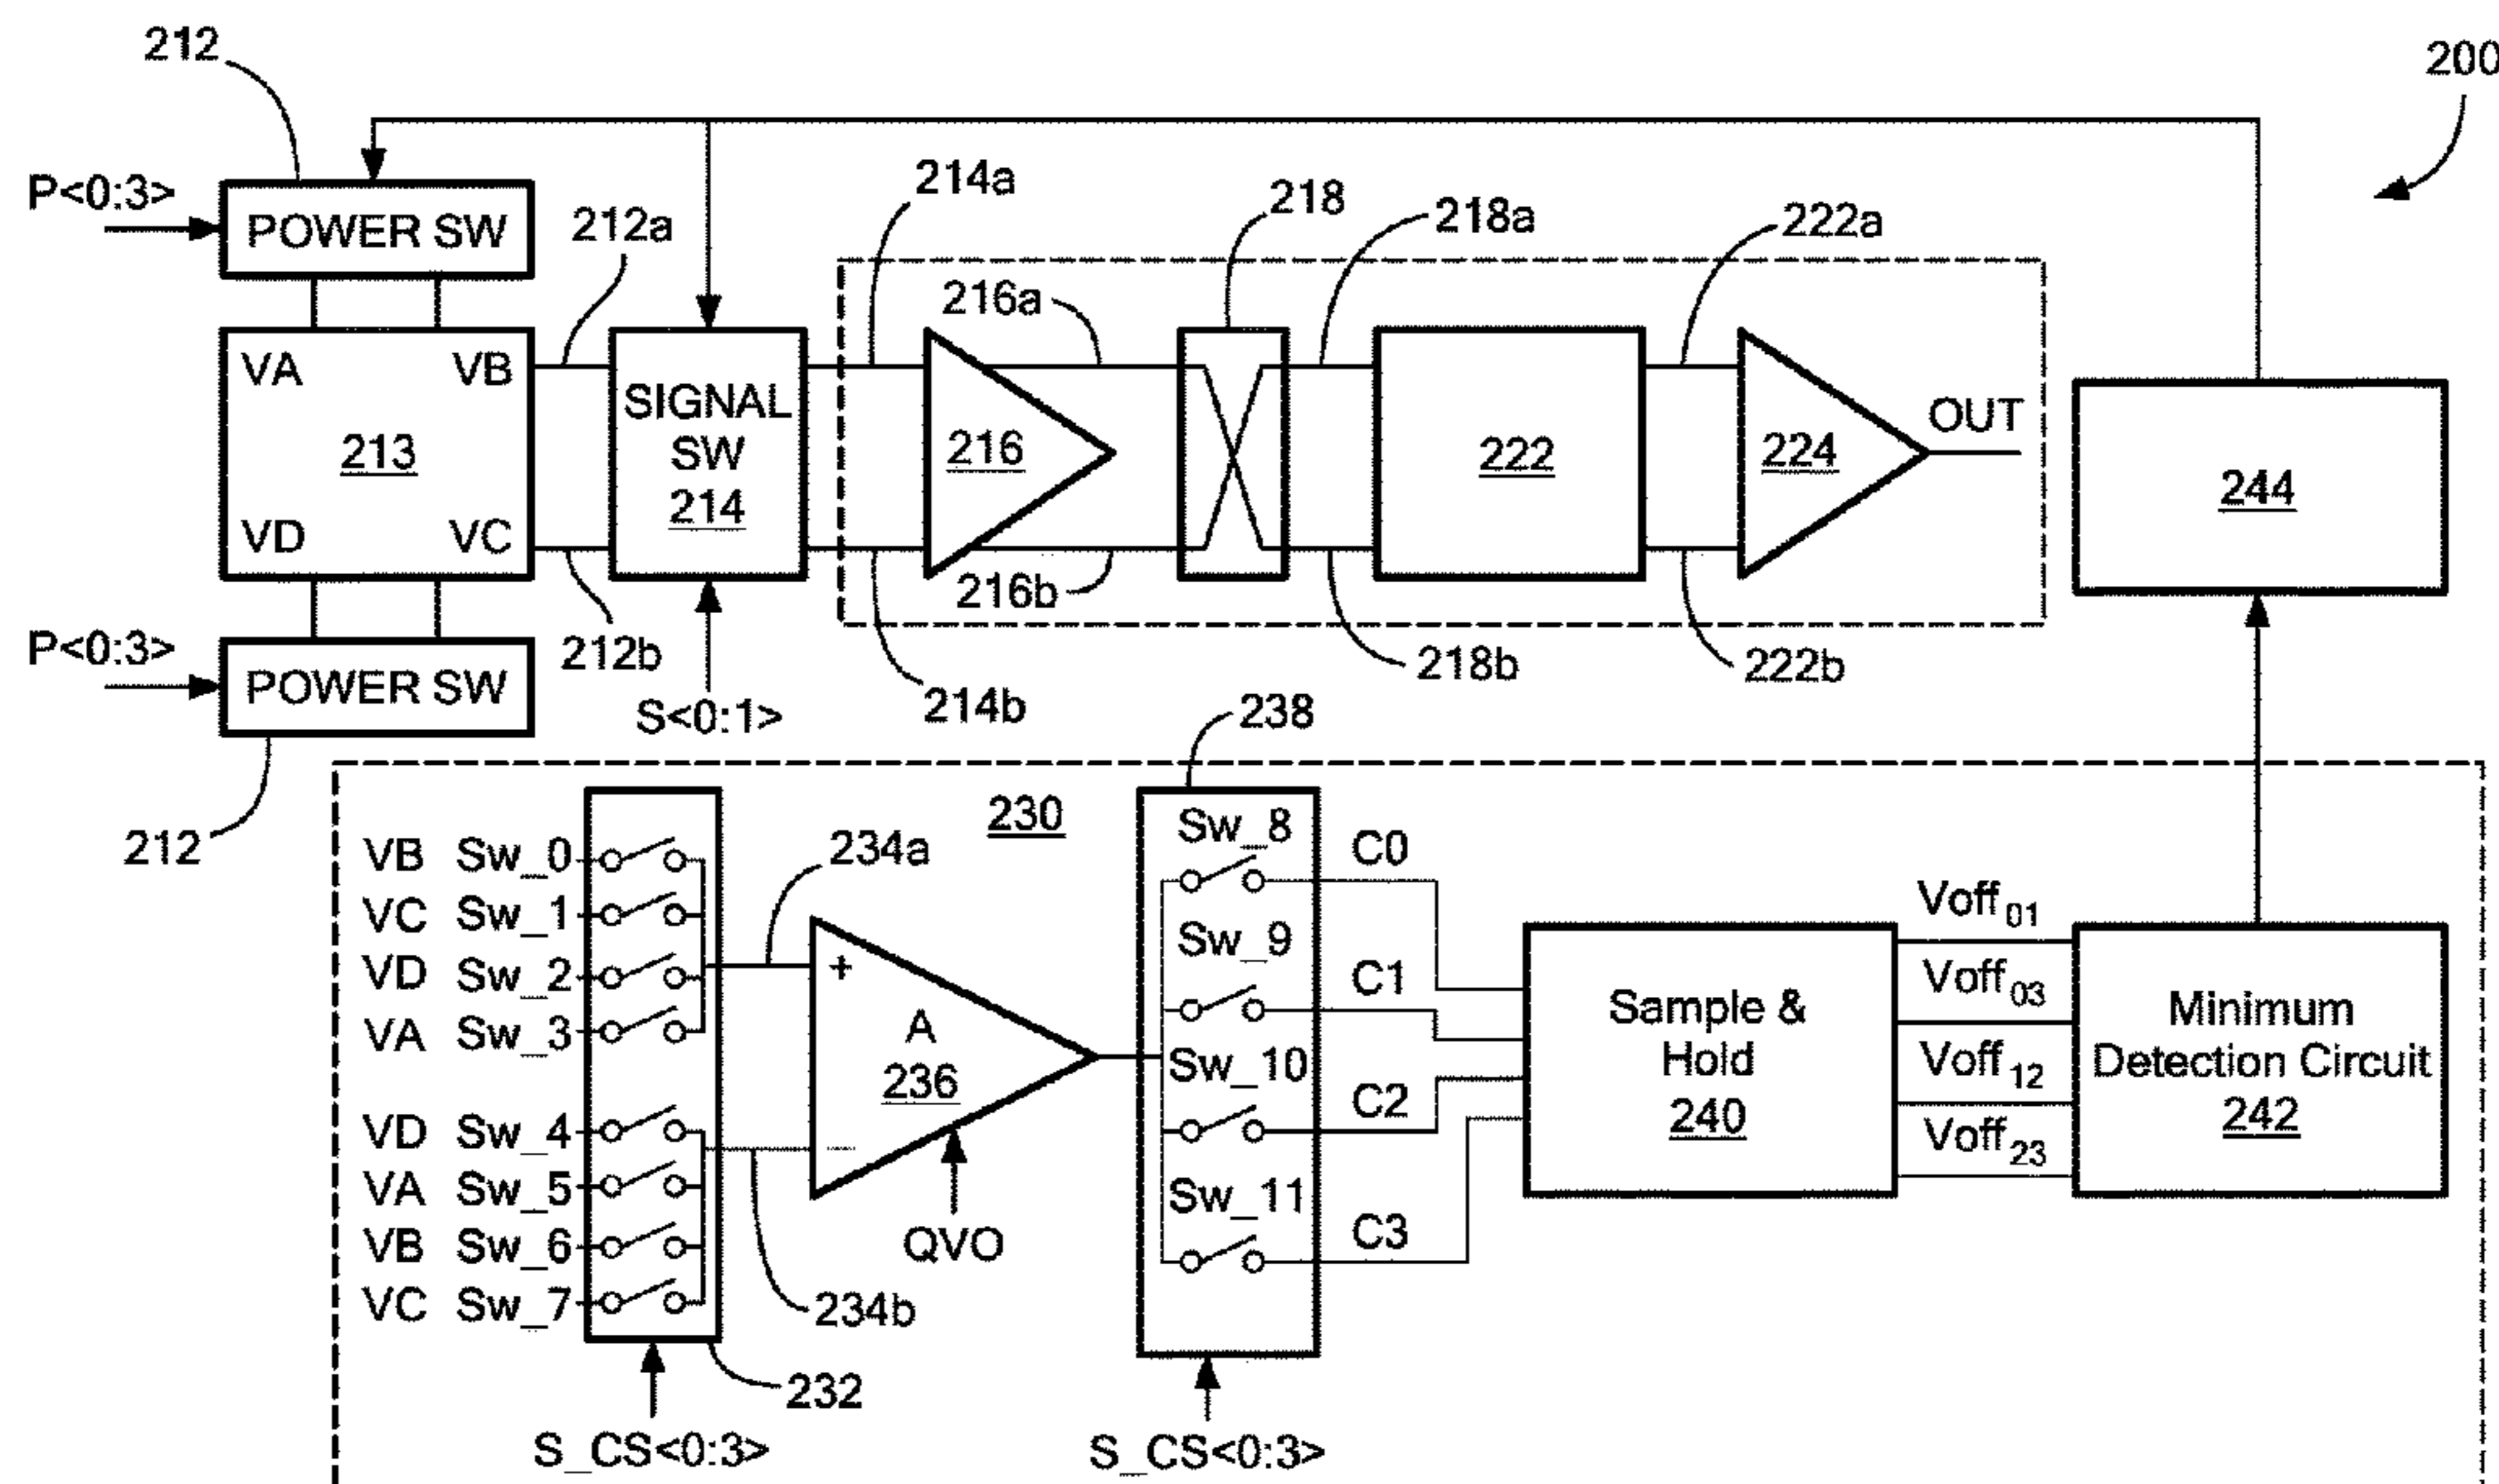 212
200
P<0:3>
POWER SW
212a
214a
218
218a
222a
216a
VA
VB
213
VD
VC
SIGNAL
SW
214
216
222
224
OUT
244
216b
212b
P<0:3>
POWER SW
S<0:1>
214b
218b
222b
238
212
230
VB Sw_0
VC Sw_1
VD Sw_2
VA Sw_3
VD Sw_4
VA Sw_5
VB Sw_6
VC Sw_7
234a
+
A
236
–
QVO
234b
232
S_CS<0:3>
Sw_8
Sw_9
Sw_10
Sw_11
C0
C1
C2
C3
S_CS<0:3>
Sample &
Hold
240
Voff01
Voff03
Voff12
Voff23
Minimum
Detection Circuit
242